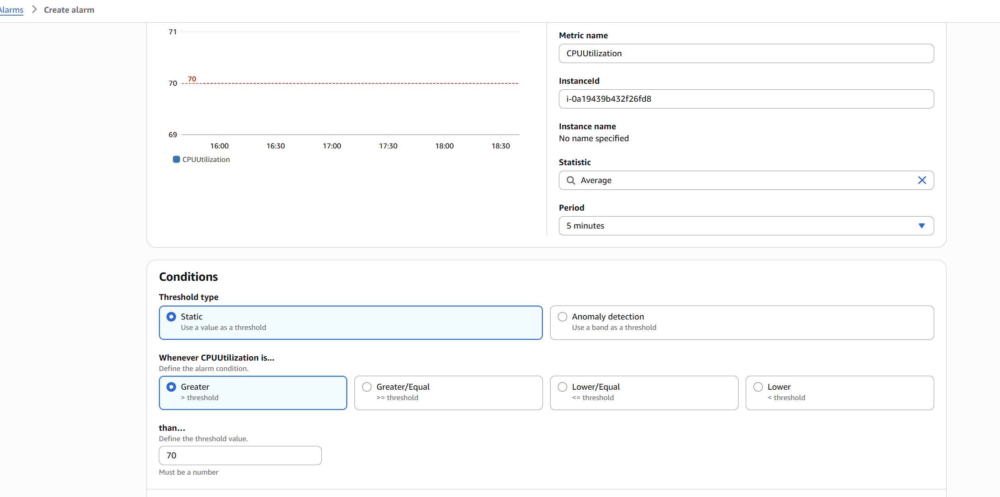 Alarms > Create alarm
71
70
70
69
16:00 16:30 17:00 17:30 18:00 18:30
CPUUtilization
Metric name
CPUUtilization
InstanceId
i-0a19439b432f26fd8
Instance name
No name specified
Statistic
Average
Period
5 minutes
Conditions
Threshold type
Static
Use a value as a threshold
Anomaly detection
Use a band as a threshold
Whenever CPUUtilization is...
Define the alarm condition.
Greater
> threshold
Greater/Equal
>= threshold
Lower/Equal
<= threshold
Lower
< threshold
than...
Define the threshold value.
70
Must be a number